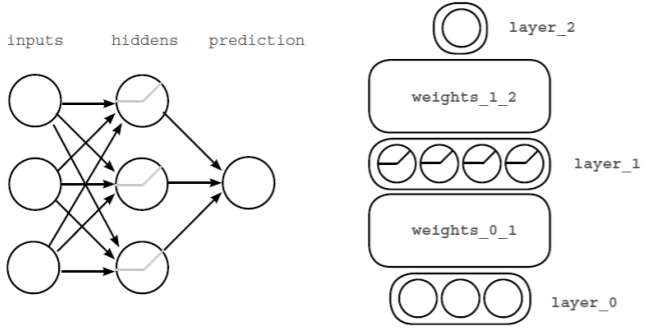 inputs hiddens prediction
layer_2
weights_1_2
layer_1
weights_0_1
layer_0